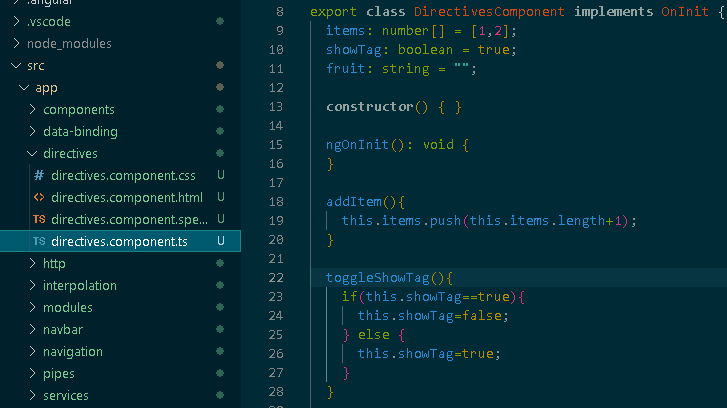 .angular
.vscode
node_modules
src
app
components
data-binding
directives
# directives.component.css U
<> directives.component.html U
TS directives.component.spe... U
TS directives.component.ts U
http
interpolation
modules
navbar
navigation
pipes
services
8 export class DirectivesComponent implements OnInit {
9 items: number[] = [1,2];
10 showTag: boolean = true;
11 fruit: string = "";
12
13 constructor() { }
14
15 ngOnInit(): void {
16 }
17
18 addItem(){
19 this.items.push(this.items.length+1);
20 }
21
22 toggleShowTag(){
23 if(this.showTag==true){
24 this.showTag=false;
25 } else {
26 this.showTag=true;
27 }
28 }